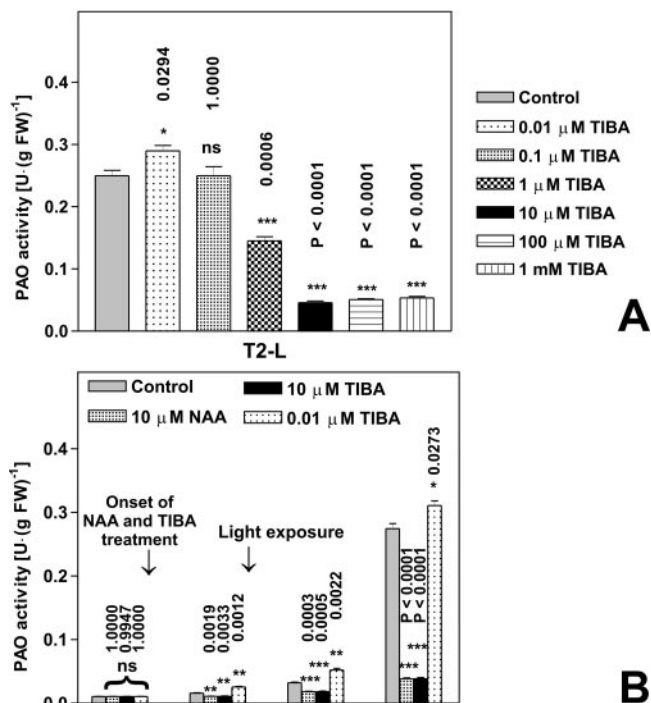 PAO activity [U·(g FW)⁻¹]
0.4
0.3
0.2
0.1
0.0
0.0294
*
1.0000
ns
0.0006
***
P < 0.0001
***
P < 0.0001
***
P < 0.0001
***
T2-L
Control
0.01 μM TIBA
0.1 μM TIBA
1 μM TIBA
10 μM TIBA
100 μM TIBA
1 mM TIBA
A
PAO activity [U·(g FW)⁻¹]
0.4
0.3
0.2
0.1
0.0
Control
10 μM TIBA
10 μM NAA
0.01 μM TIBA
Onset of
NAA and TIBA
treatment
Light exposure
1.0000
0.9947
1.0000
ns
0.0019
0.0033
0.0012
**
**
**
0.0003
0.0005
0.0022
***
***
**
P < 0.0001
P < 0.0001
0.0273
***
***
*
B